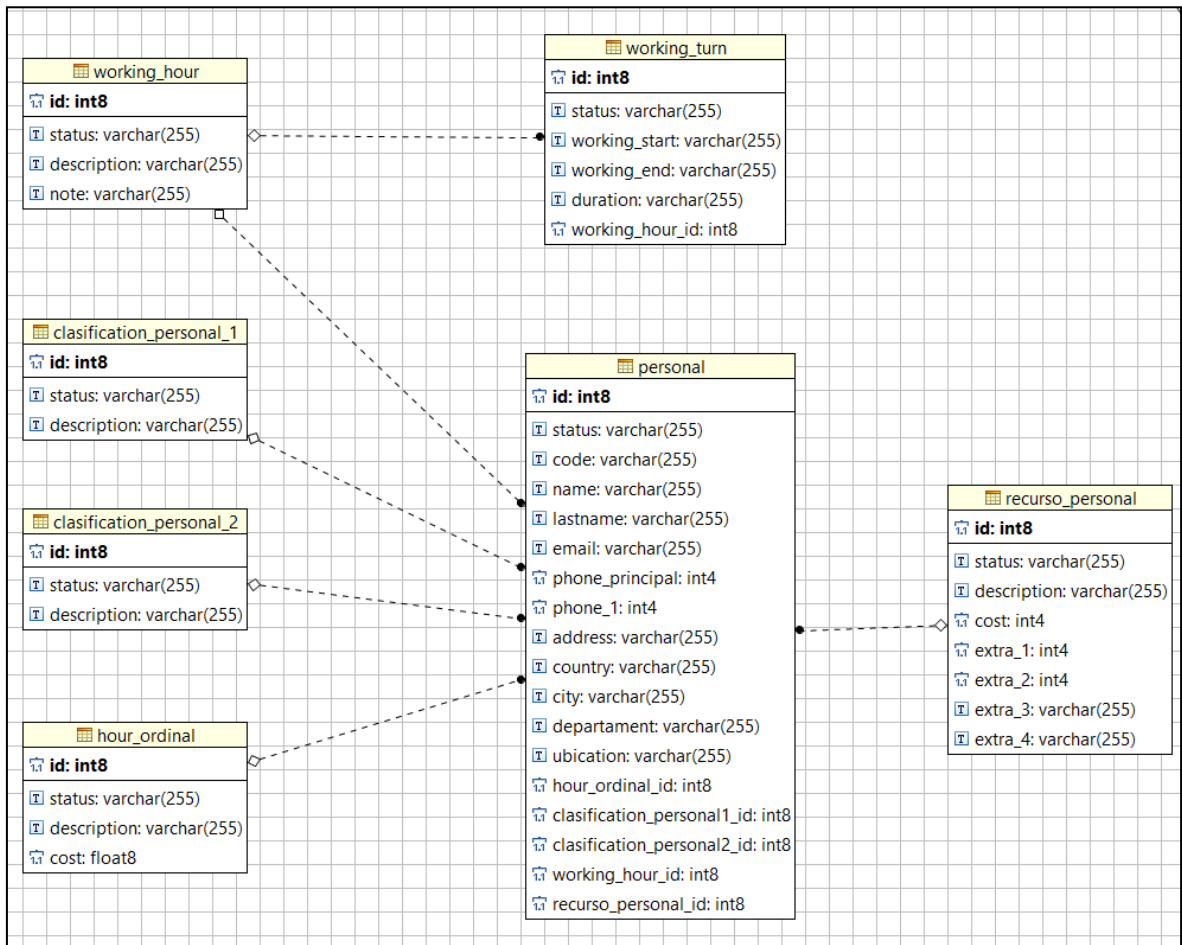 working_hour
id: int8
status: varchar(255)
description: varchar(255)
note: varchar(255)
working_turn
id: int8
status: varchar(255)
working_start: varchar(255)
working_end: varchar(255)
duration: varchar(255)
working_hour_id: int8
clasification_personal_1
id: int8
status: varchar(255)
description: varchar(255)
clasification_personal_2
id: int8
status: varchar(255)
description: varchar(255)
hour_ordinal
id: int8
status: varchar(255)
description: varchar(255)
cost: float8
personal
id: int8
status: varchar(255)
code: varchar(255)
name: varchar(255)
lastname: varchar(255)
email: varchar(255)
phone_principal: int4
phone_1: int4
address: varchar(255)
country: varchar(255)
city: varchar(255)
departament: varchar(255)
ubication: varchar(255)
hour_ordinal_id: int8
clasification_personal1_id: int8
clasification_personal2_id: int8
working_hour_id: int8
recurso_personal_id: int8
recurso_personal
id: int8
status: varchar(255)
description: varchar(255)
cost: int4
extra_1: int4
extra_2: int4
extra_3: varchar(255)
extra_4: varchar(255)